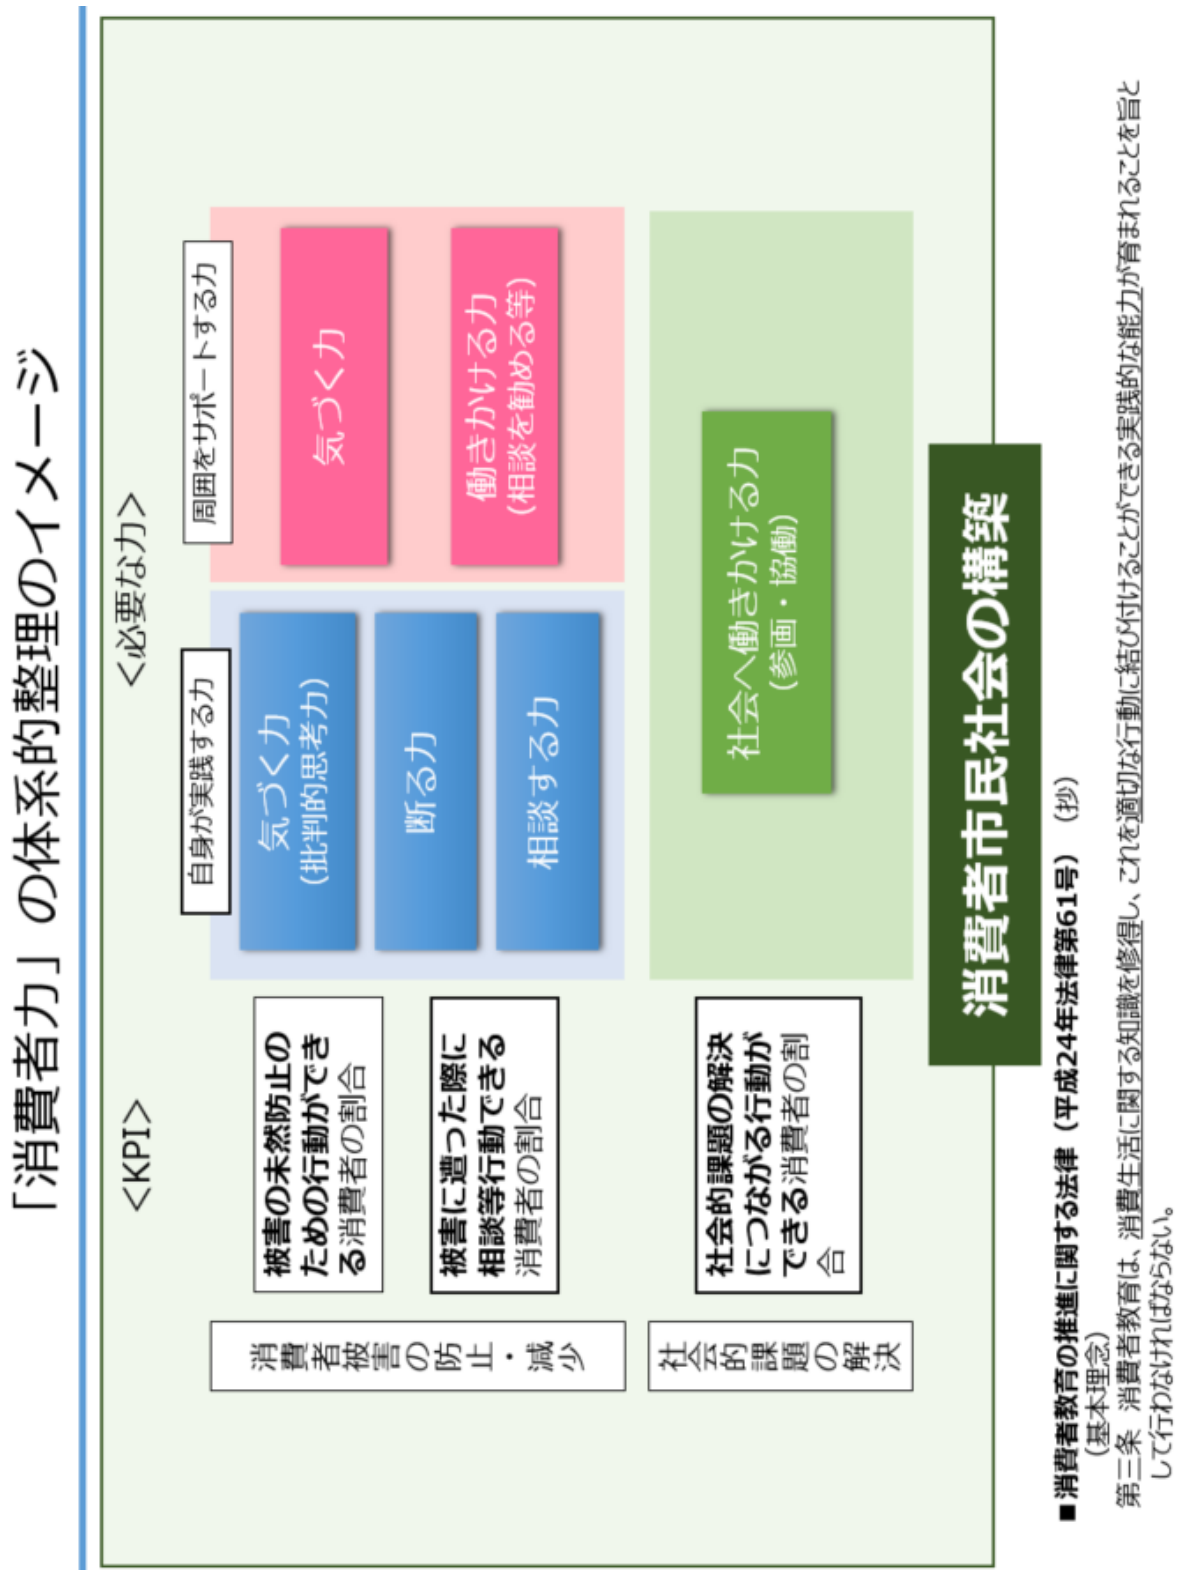 「消費者力」の体系的整理のイメージ
<KPI>
<必要な力>
自身が実践する力
周囲をサポートする力
消費者被害の防止・減少
被害の未然防止の
ための行動ができ
る消費者の割合
被害に遭った際に
相談等行動できる
消費者の割合
気づく力
(批判的思考力)
断る力
相談する力
気づく力
働きかける力
(相談を勧める等)
社会的課題の解決
社会的課題の解決
につながる行動が
できる消費者の割
合
社会へ働きかける力
(参画・協働)
消費者市民社会の構築
■消費者教育の推進に関する法律（平成24年法律第61号）（抄）
（基本理念）
第三条　消費者教育は、消費生活に関する知識を修得し、これを適切な行動に結び付けることができる実践的な能力が育まれることを旨と
して行わなければならない。